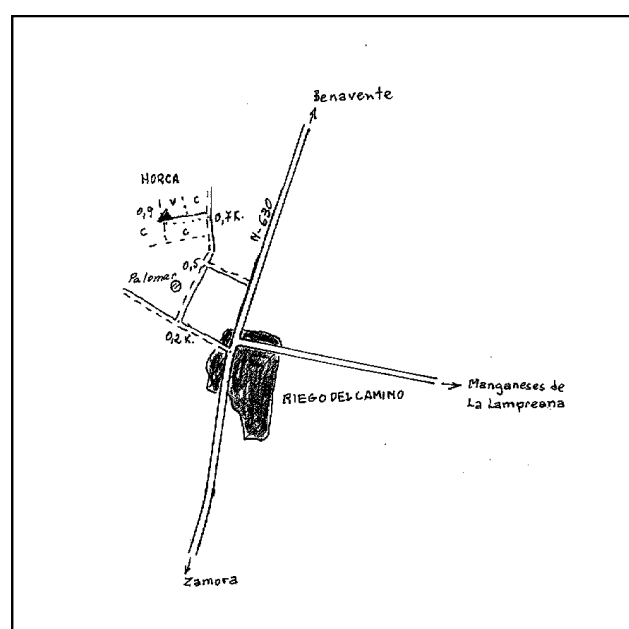 Benavente
HORCA
V C
0,9
0,7K.
C C
N-630
0,5
Palomar
0,2 K.
RIEGO DEL CAMINO
Manganeses de
La Lampreana
Zamora